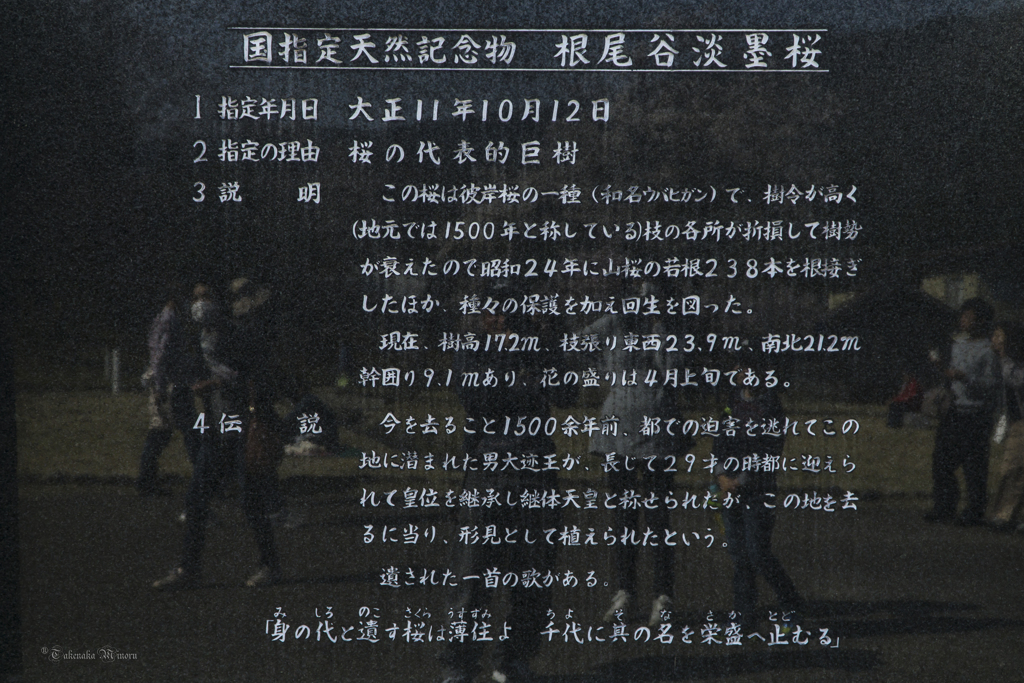 国指定天然記念物 根尾谷淡墨桜
1 指定年月日 大正11年10月12日
2 指定の理由 桜の代表的巨樹
3 説 明 この桜は彼岸桜の一種（和名ウバヒガン）で、樹令が高く
(地元では1500年と称している)枝の各所が折損して樹勢
が衰えたので昭和24年に山桜の若根238本を根接ぎ
したほか、種々の保護を加え回生を図った。
現在、樹高17.2m、枝張り東西23.9m、南北21.2m
幹囲り9.1mあり、花の盛りは4月上旬である。
4 伝 説 今を去ること1500余年前、都での迫害を逃れてこの
地に潜まれた男大迹王が、長じて29才の時都に迎えら
れて皇位を継承し継体天皇と称せられたが、この地を去
るに当り、形見として植えられたという。
遺された一首の歌がある。
み しろ のこ さくら うすずみ ちよ そ な さか とど
「身の代と遺す桜は薄住よ 千代に其の名を栄盛へ止むる」
© Takenaka Minoru